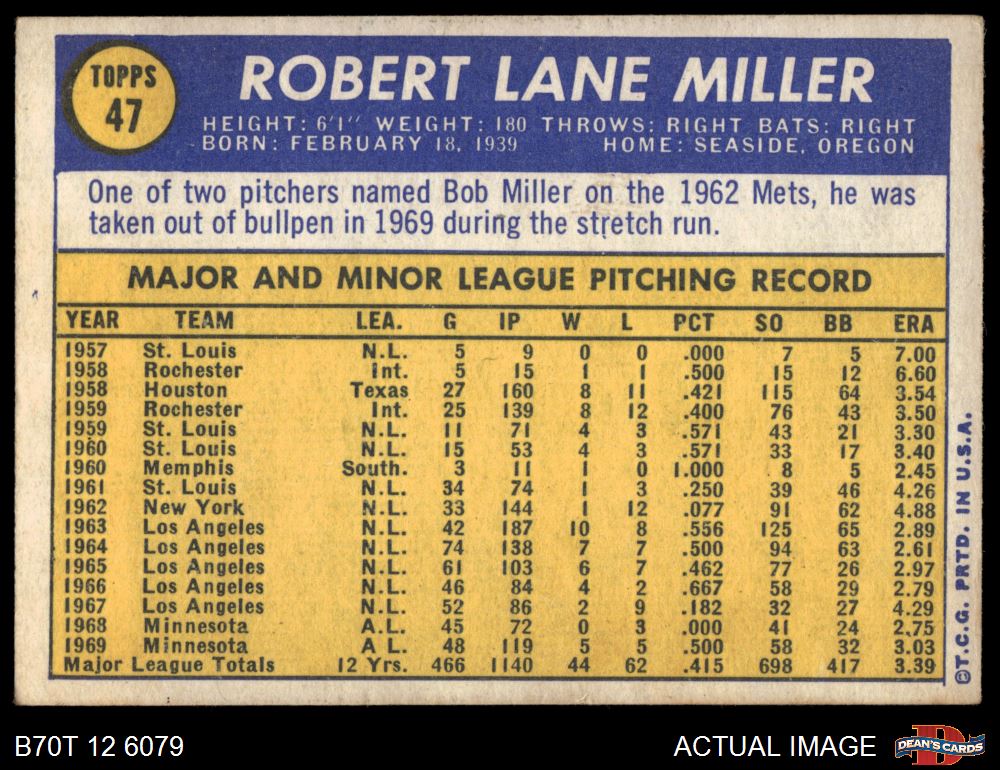 TOPPS
47
ROBERT LANE MILLER
HEIGHT: 6'1" WEIGHT: 180 THROWS: RIGHT BATS: RIGHT
BORN: FEBRUARY 18, 1939 HOME: SEASIDE, OREGON
One of two pitchers named Bob Miller on the 1962 Mets, he was
taken out of bullpen in 1969 during the stretch run.
MAJOR AND MINOR LEAGUE PITCHING RECORD
YEAR TEAM LEA. G IP W L PCT SO BB ERA
1957 St. Louis N.L. 5 9 0 0 .000 7 5 7.00
1958 Rochester Int. 5 15 1 1 .500 15 12 6.60
1958 Houston Texas 27 160 8 11 .421 115 64 3.54
1959 Rochester Int. 25 139 8 12 .400 76 43 3.50
1959 St. Louis N.L. 11 71 4 3 .571 43 21 3.30
1960 St. Louis N.L. 15 53 4 3 .571 33 17 3.40
1960 Memphis South. 3 11 1 0 1.000 8 5 2.45
1961 St. Louis N.L. 34 74 1 3 .250 39 46 4.26
1962 New York N.L. 33 144 1 12 .077 91 62 4.88
1963 Los Angeles N.L. 42 187 10 8 .556 125 65 2.89
1964 Los Angeles N.L. 74 138 7 7 .500 94 63 2.61
1965 Los Angeles N.L. 61 103 6 7 .462 77 26 2.97
1966 Los Angeles N.L. 46 84 4 2 .667 58 29 2.79
1967 Los Angeles N.L. 52 86 2 9 .182 32 27 4.29
1968 Minnesota A.L. 45 72 0 3 .000 41 24 2.75
1969 Minnesota A L. 48 119 5 5 .500 58 32 3.03
Major League Totals 12 Yrs. 466 1140 44 62 .415 698 417 3.39
©T.C.G. PRTD. IN U.S.A.
B70T 12 6079
ACTUAL IMAGE
D
DEAN'S CARDS